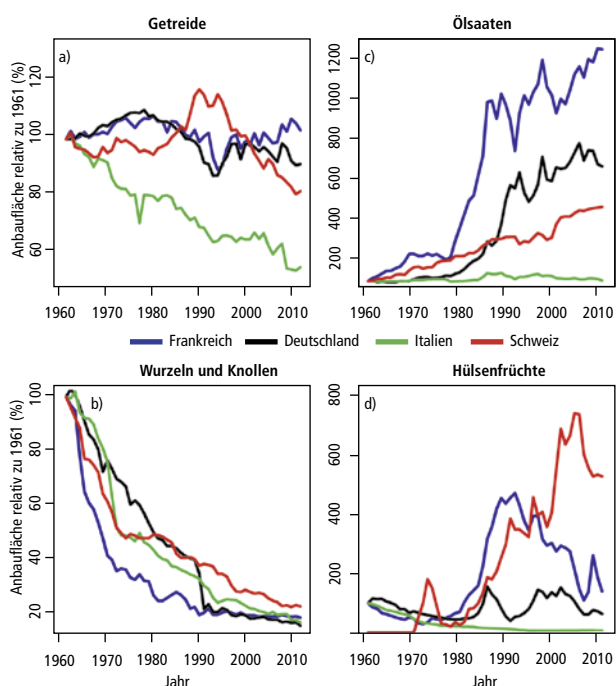 Getreide
Anbaufläche relativ zu 1961 (%)
a)
120
100
80
60
1960 1970 1980 1990 2000 2010
Ölsaaten
c)
1200
1000
800
600
400
200
1960 1970 1980 1990 2000 2010
Frankreich Deutschland Italien Schweiz
Wurzeln und Knollen
Anbaufläche relativ zu 1961 (%)
b)
100
80
60
40
20
1960 1970 1980 1990 2000 2010
Jahr
Hülsenfrüchte
d)
800
600
400
200
100
1960 1970 1980 1990 2000 2010
Jahr